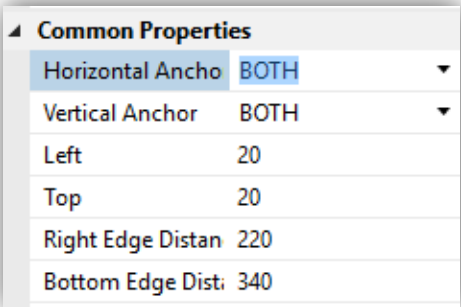 Common Properties
Horizontal Ancho BOTH
Vertical Anchor BOTH
Left 20
Top 20
Right Edge Distan 220
Bottom Edge Dista 340